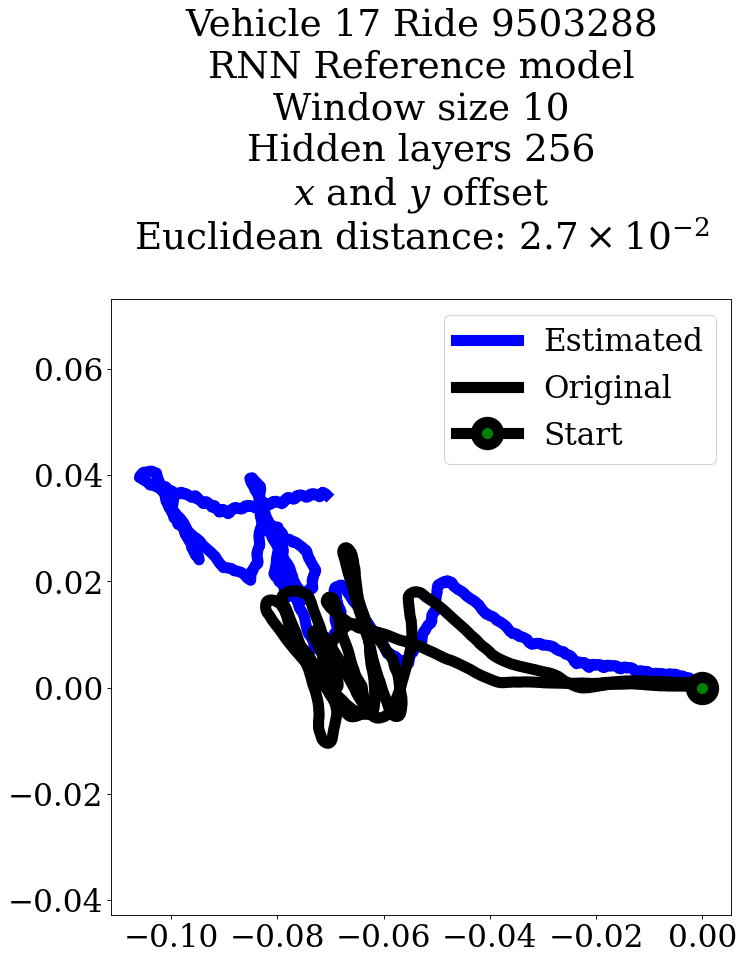 Vehicle 17 Ride 9503288
RNN Reference model
Window size 10
Hidden layers 256
x and y offset
Euclidean distance: 2.7 × 10⁻²
Estimated
Original
Start
0.06
0.04
0.02
0.00
−0.02
−0.04
−0.10 −0.08 −0.06 −0.04 −0.02 0.00